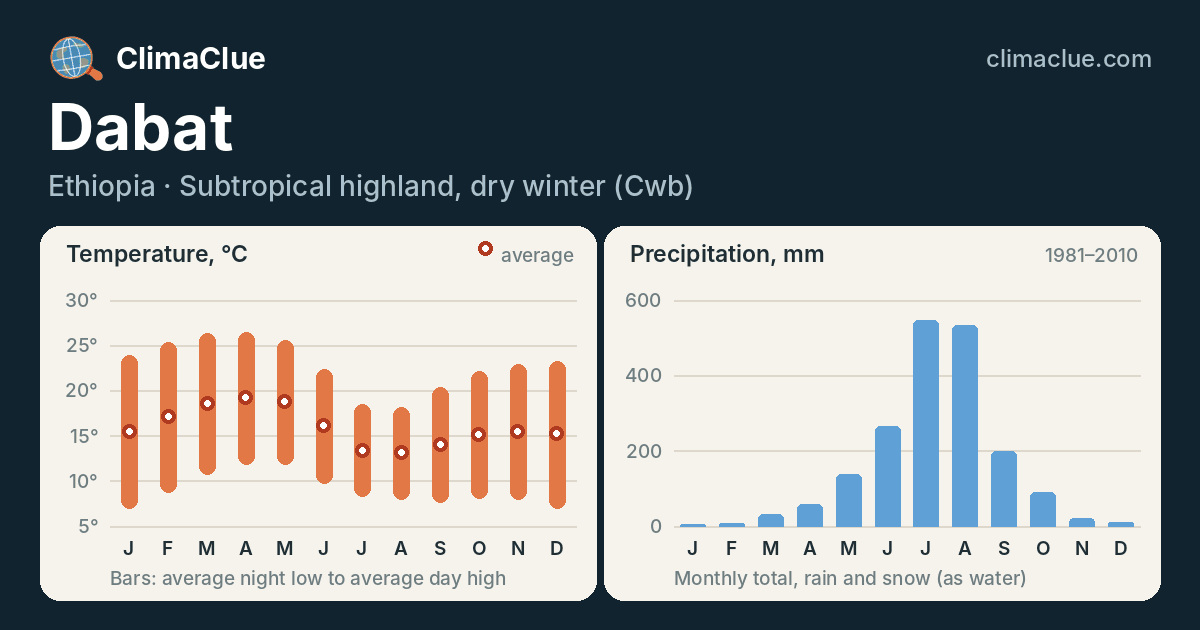 ClimaClue
climaclue.com
Dabat
Ethiopia · Subtropical highland, dry winter (Cwb)
Temperature, °C
average
30°
25°
20°
15°
10°
5°
J F M A M J J A S O N D
Bars: average night low to average day high
Precipitation, mm
1981–2010
600
400
200
0
J F M A M J J A S O N D
Monthly total, rain and snow (as water)